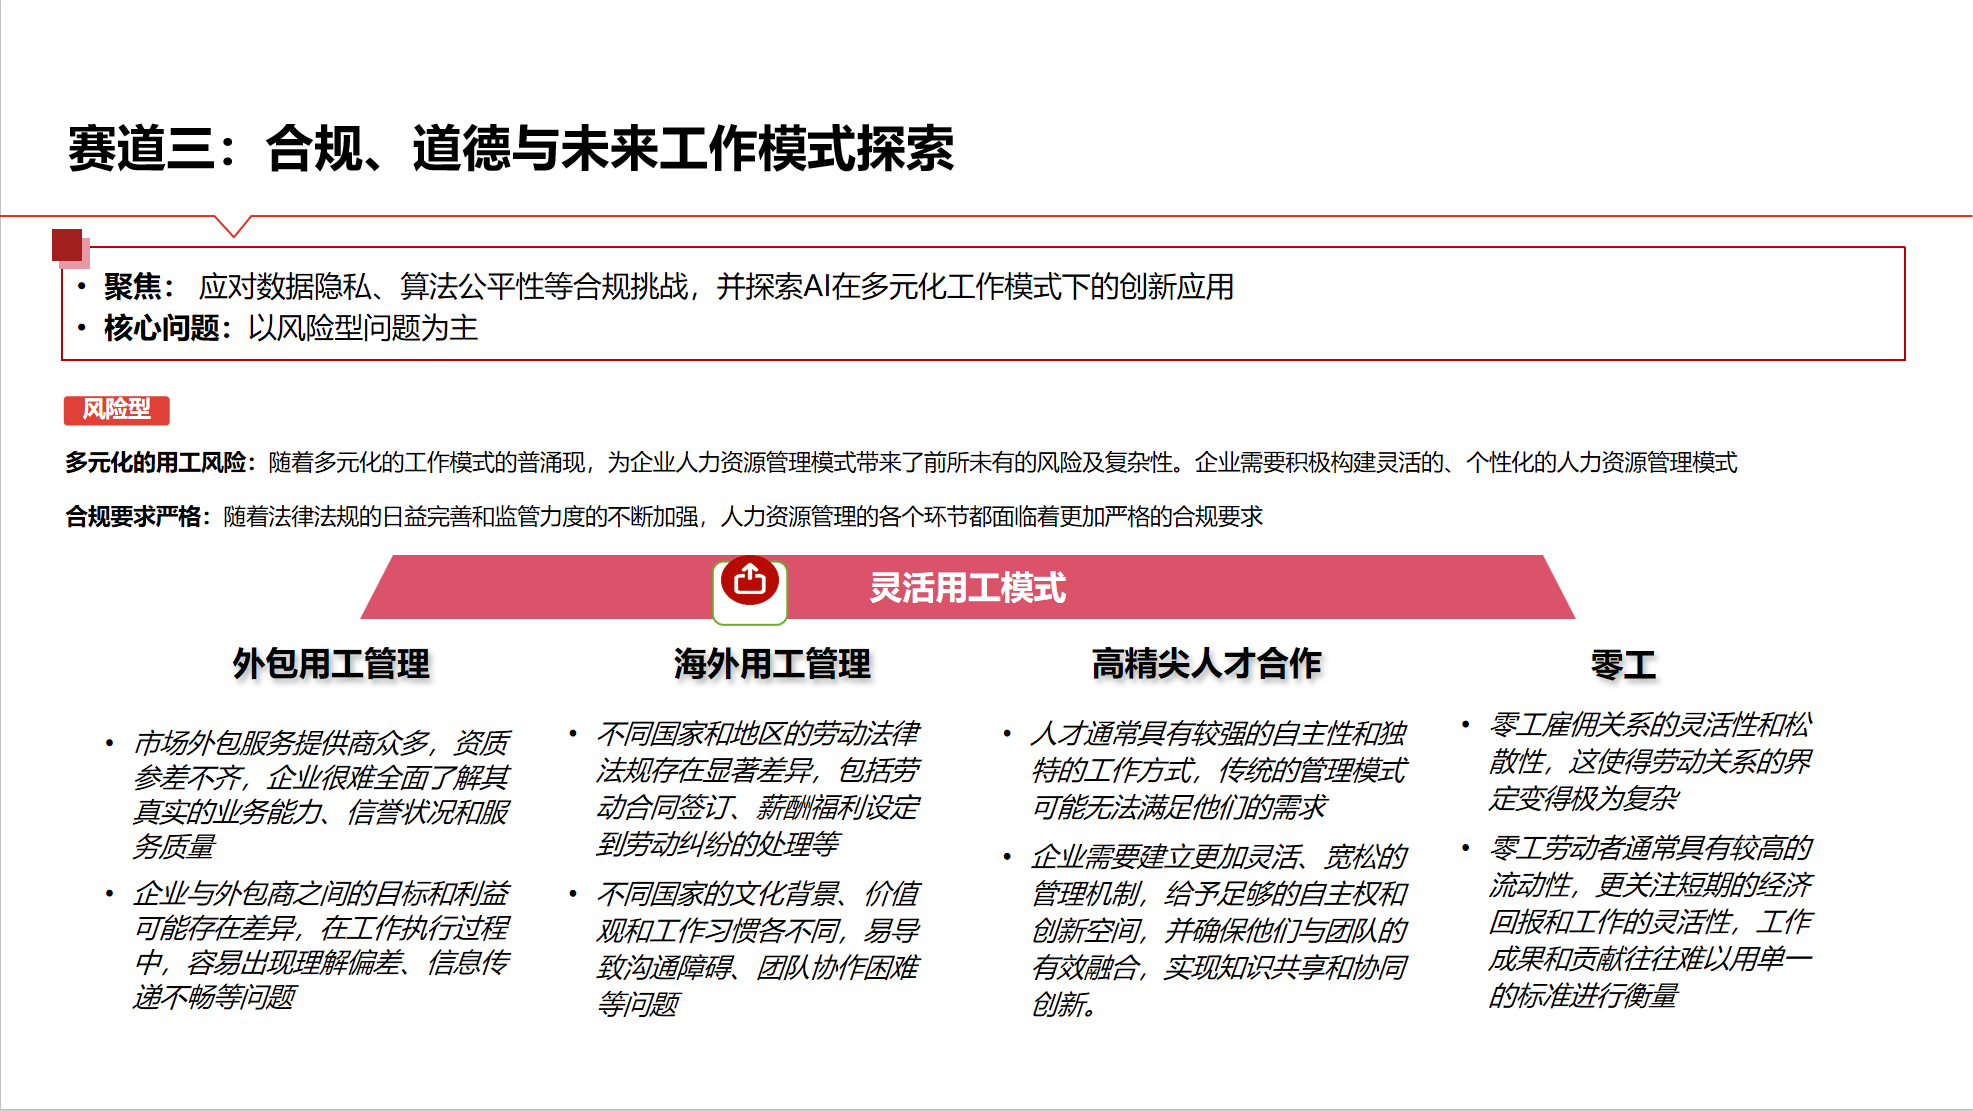 赛道三：合规、道德与未来工作模式探索
• 聚焦： 应对数据隐私、算法公平性等合规挑战，并探索AI在多元化工作模式下的创新应用
• 核心问题：以风险型问题为主
风险型
多元化的用工风险：随着多元化的工作模式的普涌现，为企业人力资源管理模式带来了前所未有的风险及复杂性。企业需要积极构建灵活的、个性化的人力资源管理模式
合规要求严格：随着法律法规的日益完善和监管力度的不断加强，人力资源管理的各个环节都面临着更加严格的合规要求
灵活用工模式
外包用工管理
• 市场外包服务提供商众多，资质
参差不齐，企业很难全面了解其
真实的业务能力、信誉状况和服
务质量
• 企业与外包商之间的目标和利益
可能存在差异，在工作执行过程
中，容易出现理解偏差、信息传
递不畅等问题
海外用工管理
• 不同国家和地区的劳动法律
法规存在显著差异，包括劳
动合同签订、薪酬福利设定
到劳动纠纷的处理等
• 不同国家的文化背景、价值
观和工作习惯各不同，易导
致沟通障碍、团队协作困难
等问题
高精尖人才合作
• 人才通常具有较强的自主性和独
特的工作方式，传统的管理模式
可能无法满足他们的需求
• 企业需要建立更加灵活、宽松的
管理机制，给予足够的自主权和
创新空间，并确保他们与团队的
有效融合，实现知识共享和协同
创新。
零工
• 零工雇佣关系的灵活性和松
散性，这使得劳动关系的界
定变得极为复杂
• 零工劳动者通常具有较高的
流动性，更关注短期的经济
回报和工作的灵活性，工作
成果和贡献往往难以用单一
的标准进行衡量